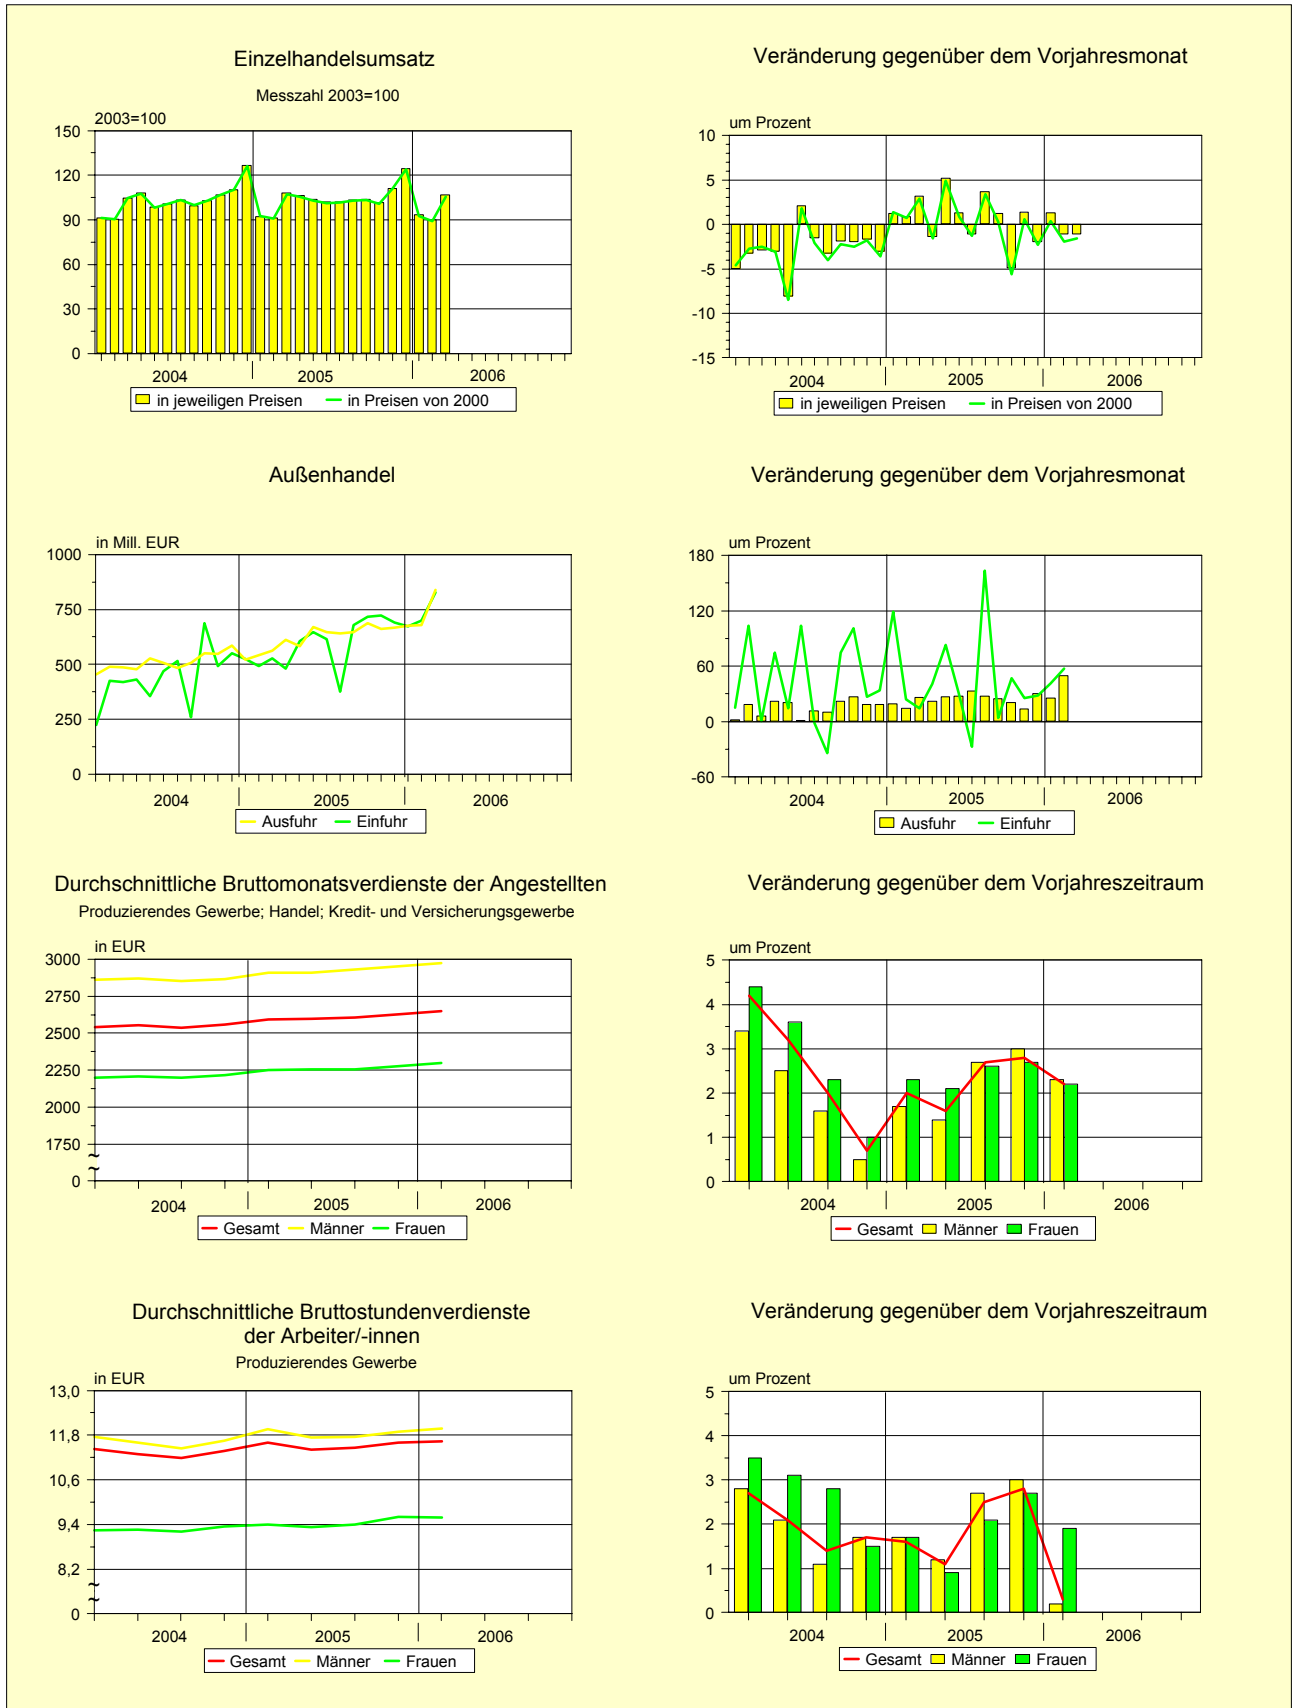 Einzelhandelsumsatz
Messzahl 2003=100
2003=100
150
120
90
60
30
0
2004
2005
2006
in jeweiligen Preisen
in Preisen von 2000
Veränderung gegenüber dem Vorjahresmonat
um Prozent
10
5
0
-5
-10
-15
2004
2005
2006
in jeweiligen Preisen
in Preisen von 2000
Außenhandel
in Mill. EUR
1000
750
500
250
0
2004
2005
2006
Ausfuhr
Einfuhr
Veränderung gegenüber dem Vorjahresmonat
um Prozent
180
120
60
0
-60
2004
2005
2006
Ausfuhr
Einfuhr
Durchschnittliche Bruttomonatsverdienste der Angestellten
Produzierendes Gewerbe; Handel; Kredit- und Versicherungsgewerbe
in EUR
3000
2750
2500
2250
2000
1750
~
~
0
2004
2005
2006
Gesamt
Männer
Frauen
Veränderung gegenüber dem Vorjahreszeitraum
um Prozent
5
4
3
2
1
0
2004
2005
2006
Gesamt
Männer
Frauen
Durchschnittliche Bruttostundenverdienste
der Arbeiter/-innen
Produzierendes Gewerbe
in EUR
13,0
11,8
10,6
9,4
8,2
~
~
0
2004
2005
2006
Gesamt
Männer
Frauen
Veränderung gegenüber dem Vorjahreszeitraum
um Prozent
5
4
3
2
1
0
2004
2005
2006
Gesamt
Männer
Frauen